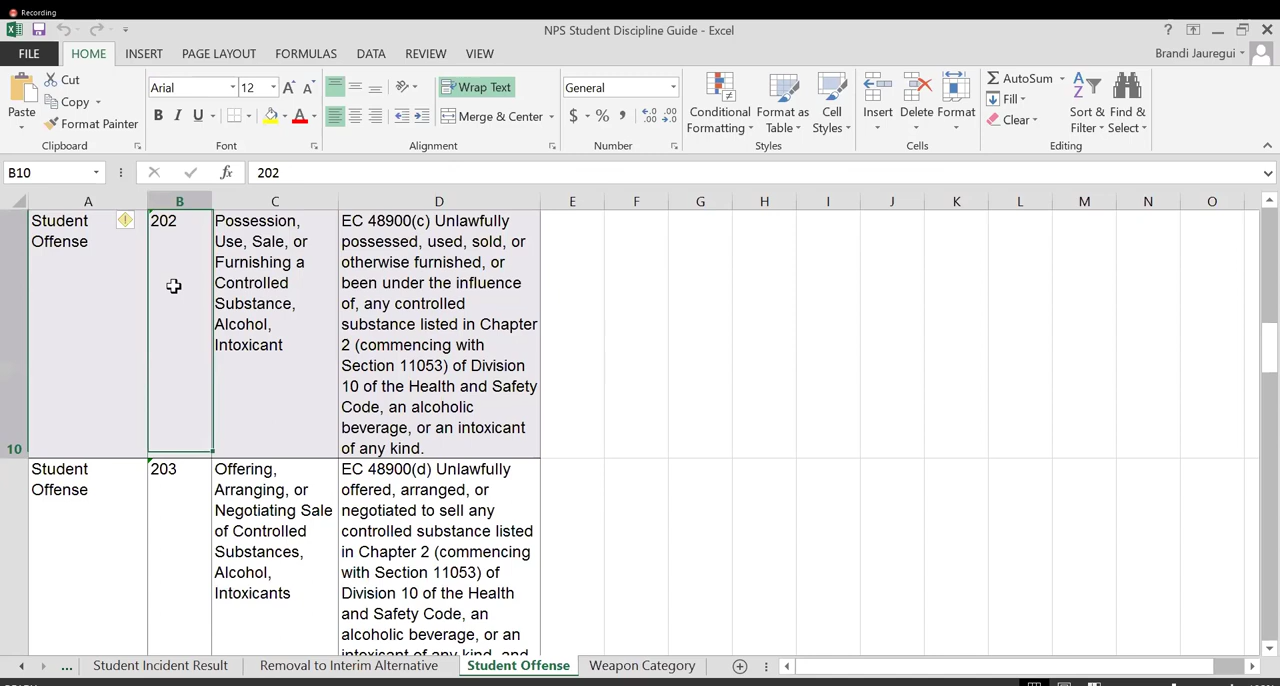 Recording
NPS Student Discipline Guide - Excel
?
FILE HOME INSERT PAGE LAYOUT FORMULAS DATA REVIEW VIEW
Brandi Jauregui
Paste
Cut
Copy
Format Painter
Clipboard
Arial 12
B I U
Font
Wrap Text
Merge & Center
Alignment
General
$ % ,
Number
Conditional Formatting
Format as Table
Cell Styles
Styles
Insert
Delete
Format
Cells
AutoSum
Fill
Clear
Sort & Filter
Find & Select
Editing
B10
fx
202
A B C D E F G H I J K L M N O
10
Student
Offense
202
Possession,
Use, Sale, or
Furnishing a
Controlled
Substance,
Alcohol,
Intoxicant
EC 48900(c) Unlawfully
possessed, used, sold, or
otherwise furnished, or
been under the influence
of, any controlled
substance listed in Chapter
2 (commencing with
Section 11053) of Division
10 of the Health and Safety
Code, an alcoholic
beverage, or an intoxicant
of any kind.
Student
Offense
203
Offering,
Arranging, or
Negotiating Sale
of Controlled
Substances,
Alcohol,
Intoxicants
EC 48900(d) Unlawfully
offered, arranged, or
negotiated to sell any
controlled substance listed
in Chapter 2 (commencing
with Section 11053) of
Division 10 of the Health
and Safety Code, an
alcoholic beverage, or an
intoxicant of any kind, and
... Student Incident Result Removal to Interim Alternative Student Offense Weapon Category